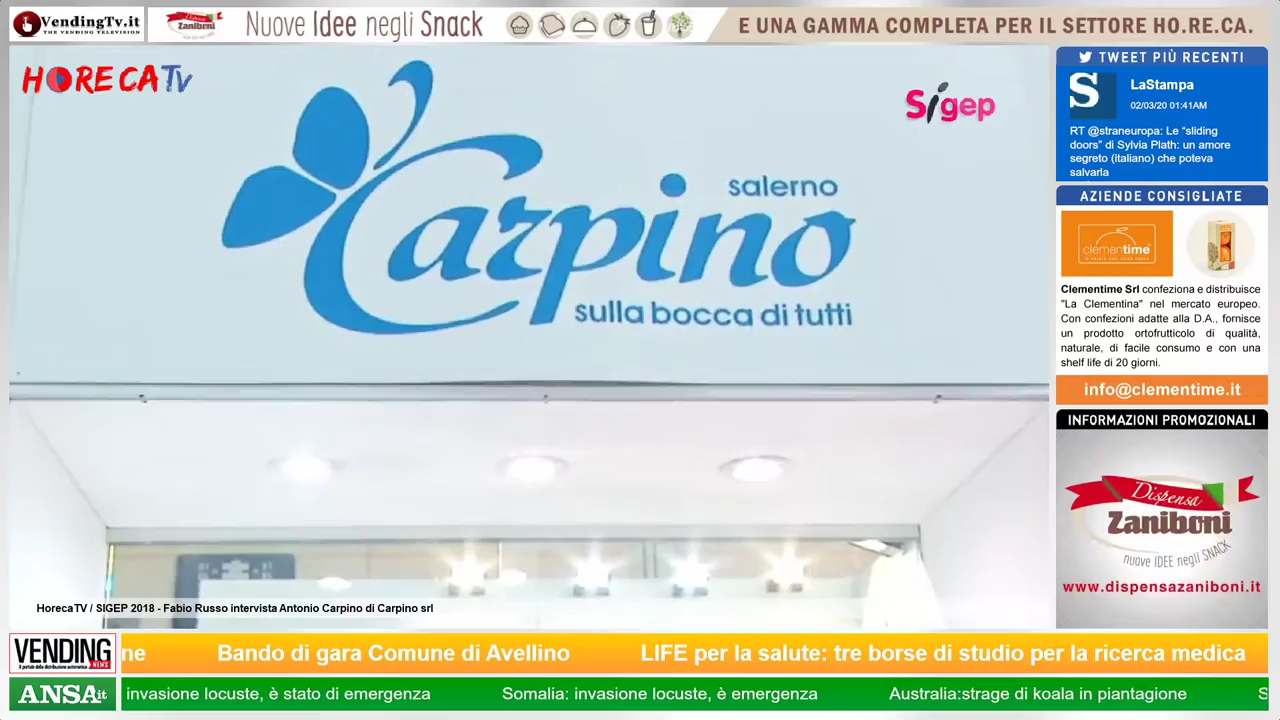 VendingTv.it
THE VENDING TELEVISION
Dispensa
Zaniboni
Nuove Idee negli Snack
E UNA GAMMA COMPLETA PER IL SETTORE HO.RE.CA.
HORECATV
Sigep
Carpino
salerno
sulla bocca di tutti
HorecaTV / SIGEP 2018 - Fabio Russo intervista Antonio Carpino di Carpino srl
TWEET PIÙ RECENTI
S
LaStampa
02/03/20 01:41AM
RT @straneuropa: Le “sliding
doors” di Sylvia Plath: un amore
segreto (italiano) che poteva
salvarla
AZIENDE CONSIGLIATE
clementime
Clementime Srl confeziona e distribuisce
"La Clementina" nel mercato europeo.
Con confezioni adatte alla D.A., fornisce
un prodotto ortofrutticolo di qualità,
naturale, di facile consumo e con una
shelf life di 20 giorni.
info@clementime.it
INFORMAZIONI PROMOZIONALI
Dispensa
Zaniboni
nuove IDEE negli SNACK
www.dispensazaniboni.it
VENDING
NEWS
Il portale della distribuzione automatica
ne Bando di gara Comune di Avellino LIFE per la salute: tre borse di studio per la ricerca medica
ANSA.it
invasione locuste, è stato di emergenza Somalia: invasione locuste, è emergenza Australia:strage di koala in piantagione S